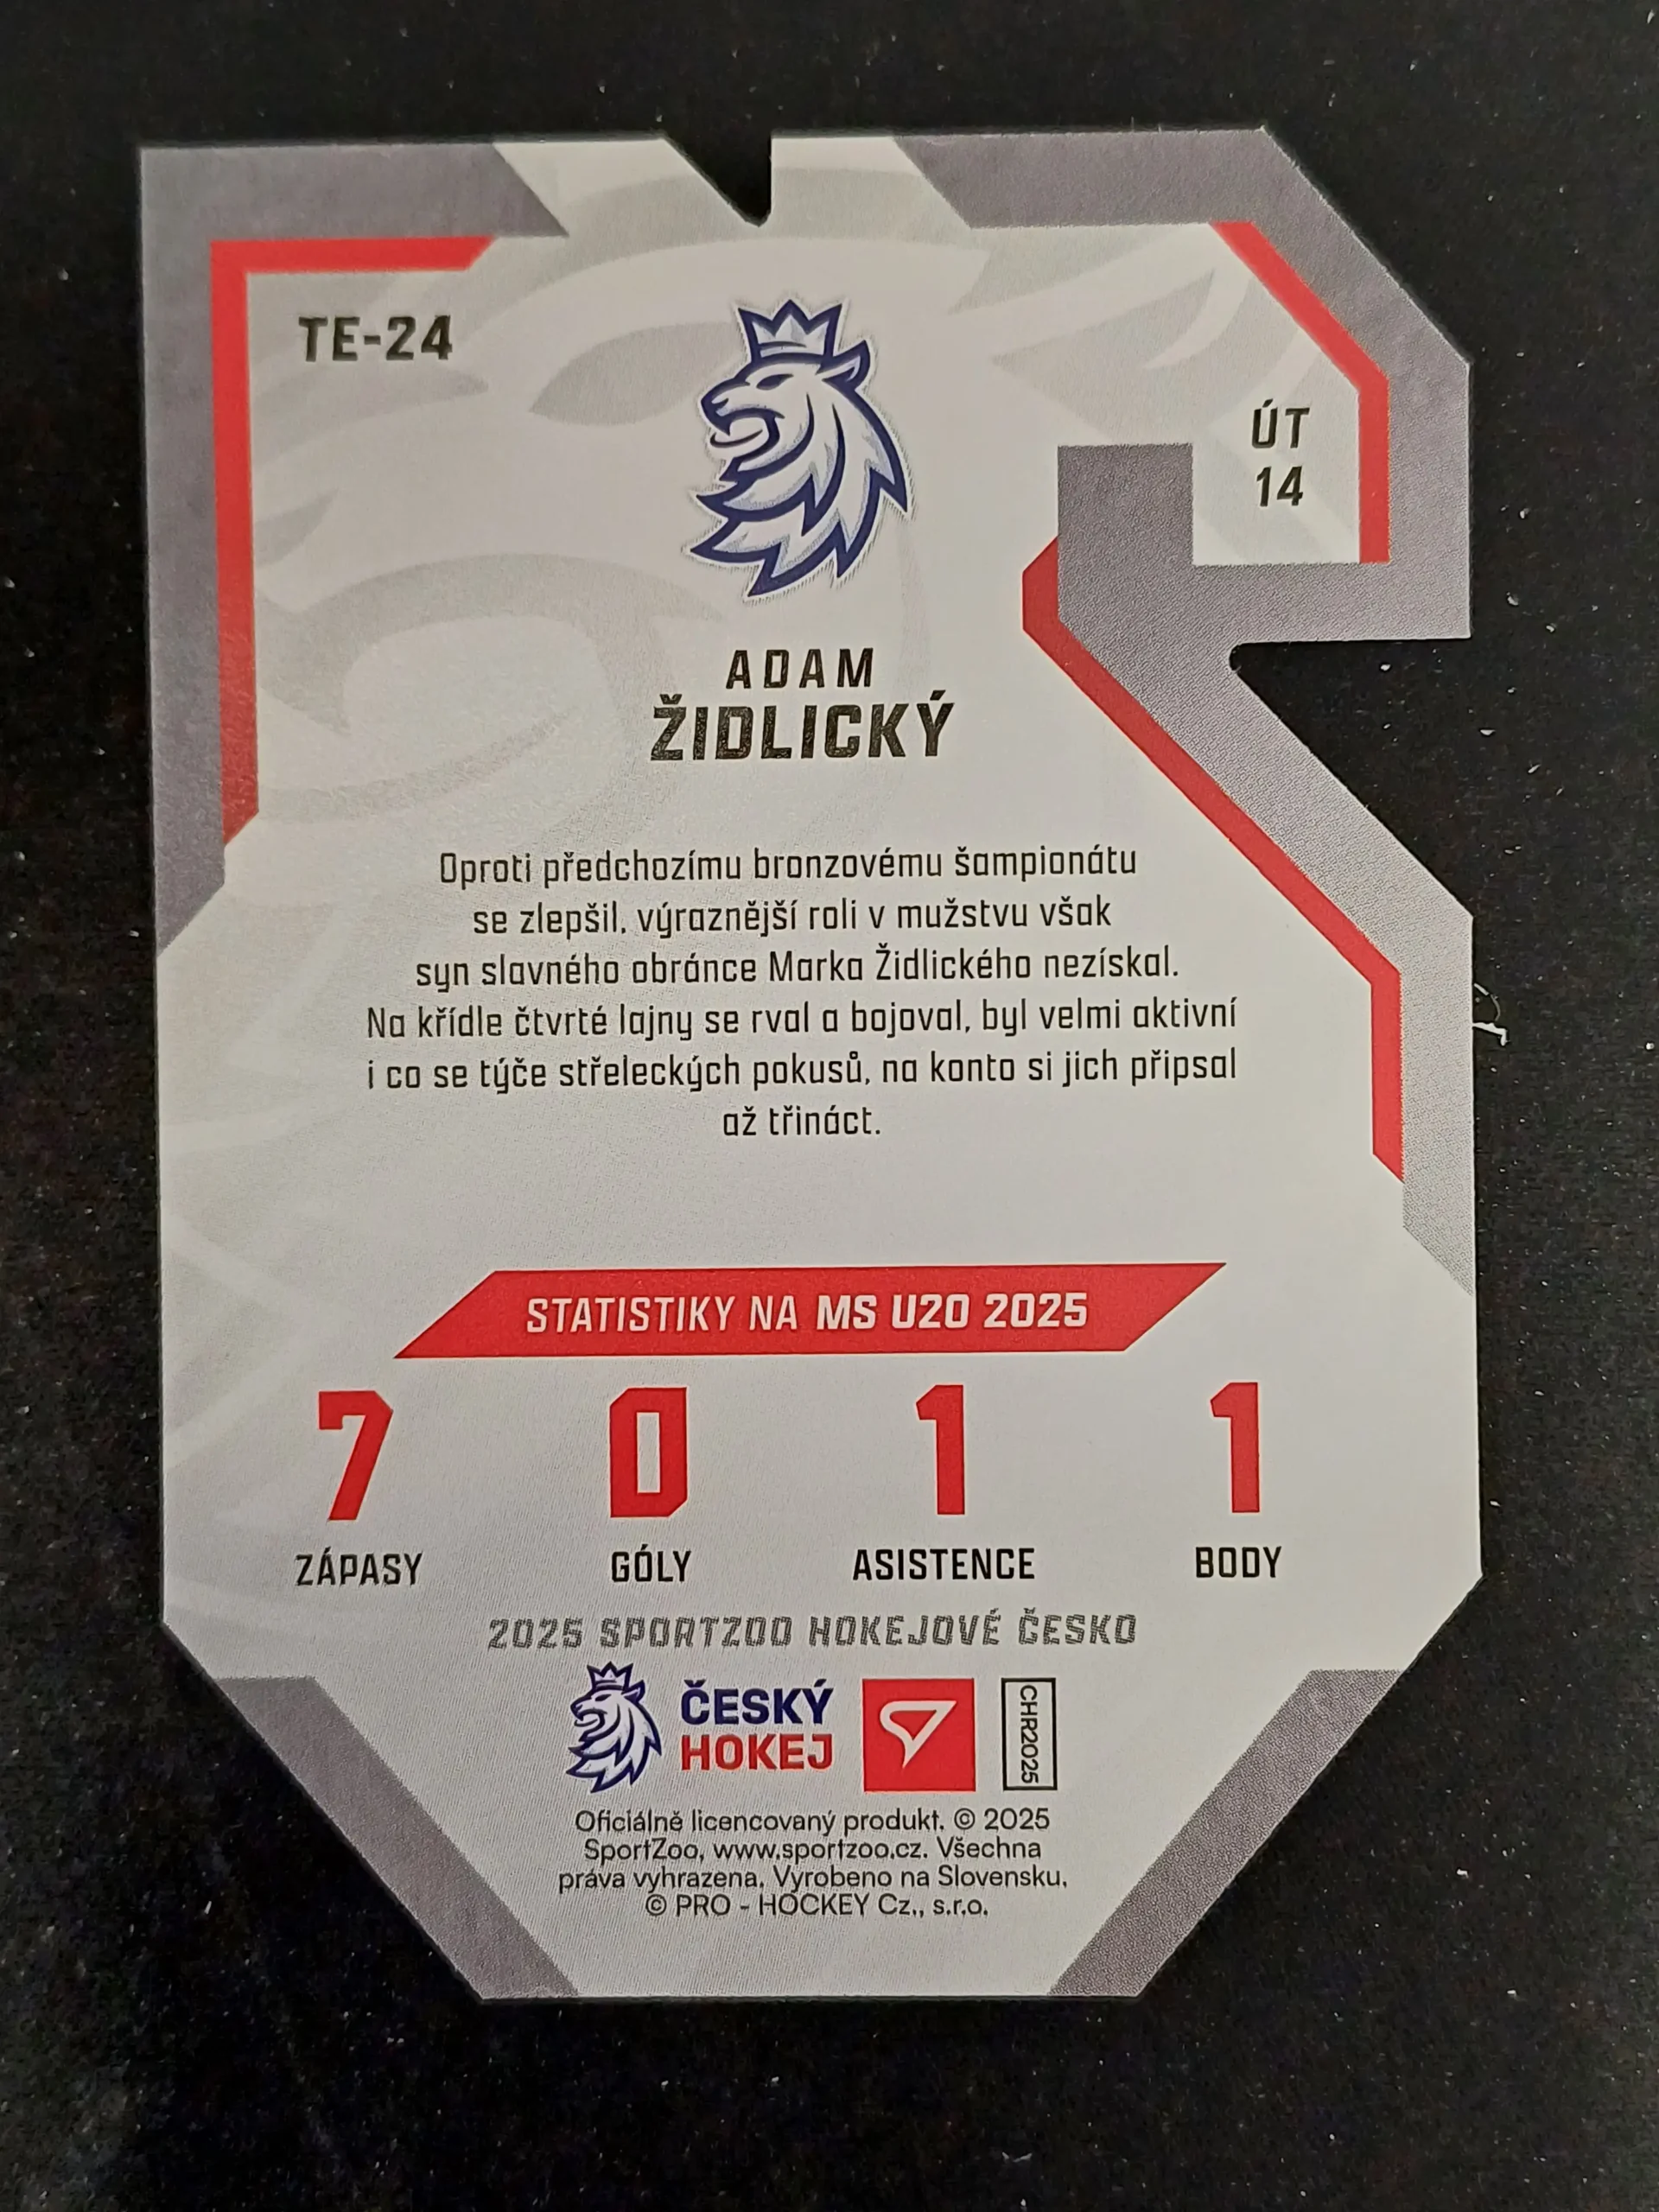 TE-24
ÚT
14
ADAM
ŽIDLICKÝ
Oproti předchozímu bronzovému šampionátu
se zlepšil, výraznější roli v mužstvu však
syn slavného obránce Marka Židlického nezískal.
Na křídle čtvrté lajny se rval a bojoval, byl velmi aktivní
i co se týče střeleckých pokusů, na konto si jich připsal
až třináct.
STATISTIKY NA MS U20 2025
7 0 1 1
ZÁPASY GÓLY ASISTENCE BODY
2025 SPORTZOO HOKEJOVÉ ČESKO
ČESKÝ
HOKEJ
CHR2025
Oficiálně licencovaný produkt. © 2025
SportZoo, www.sportzoo.cz. Všechna
práva vyhrazena. Vyrobeno na Slovensku.
© PRO - HOCKEY Cz., s.r.o.